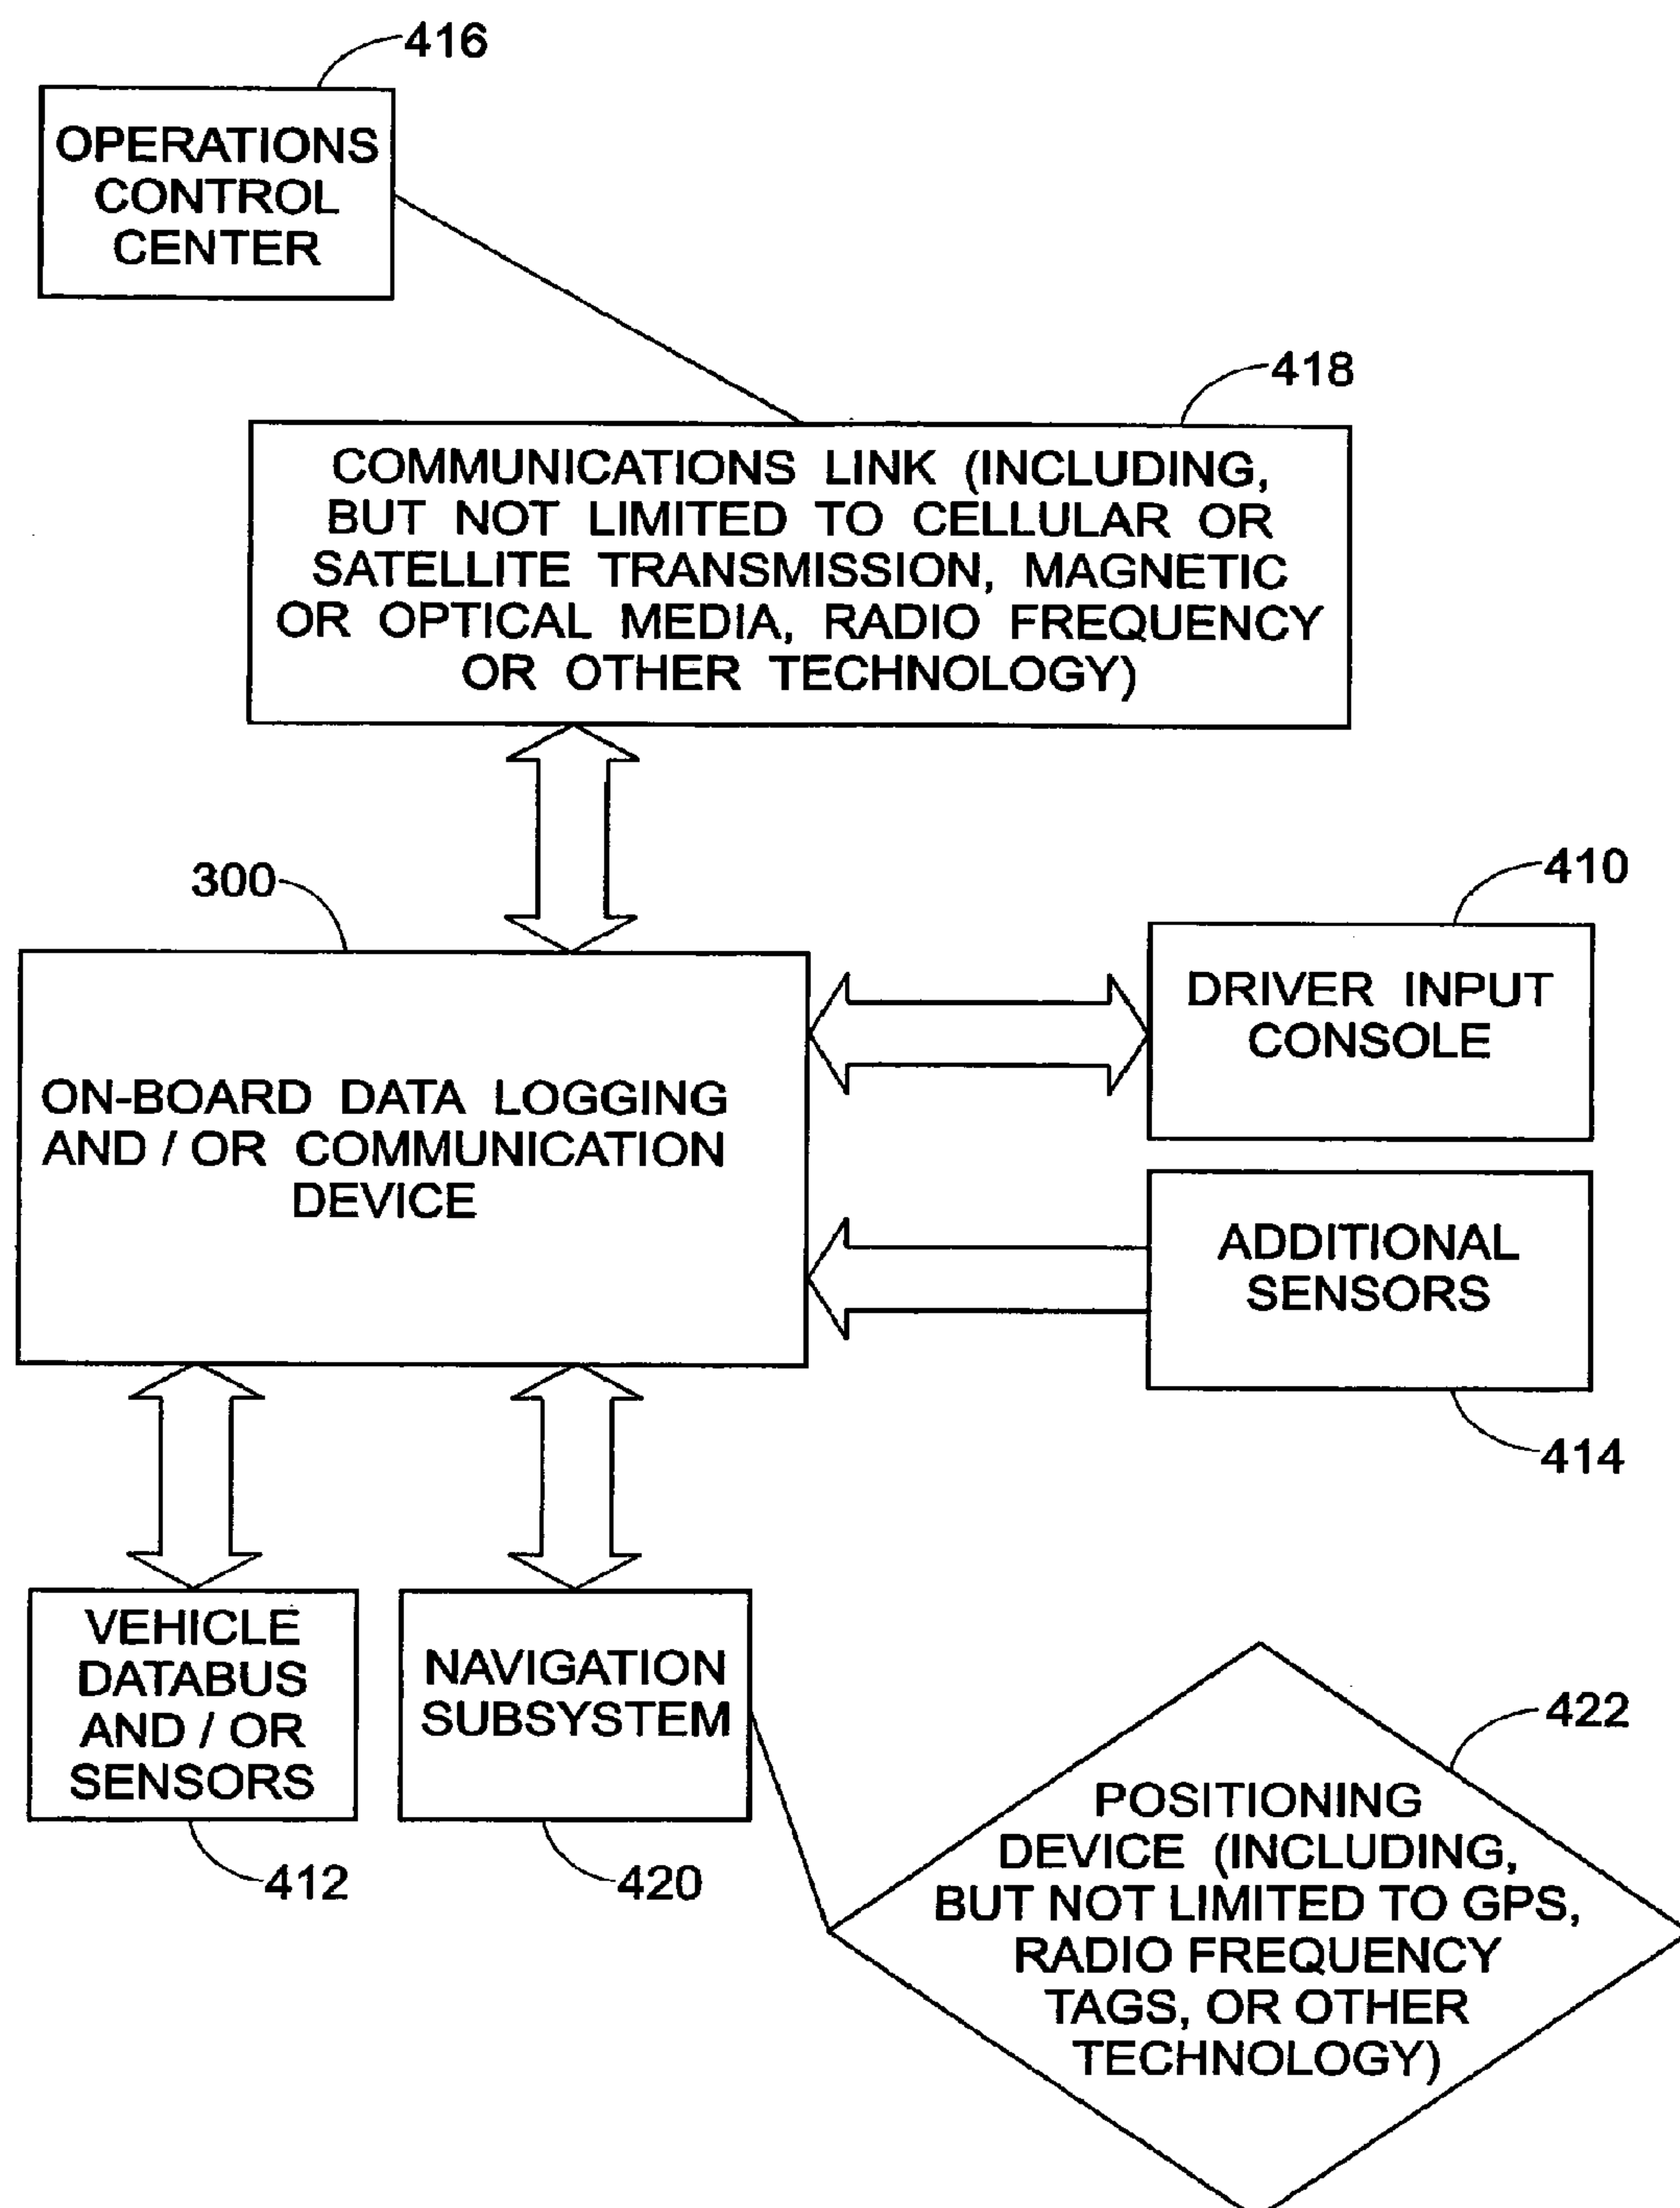 416
OPERATIONS
CONTROL
CENTER
418
COMMUNICATIONS LINK (INCLUDING,
BUT NOT LIMITED TO CELLULAR OR
SATELLITE TRANSMISSION, MAGNETIC
OR OPTICAL MEDIA, RADIO FREQUENCY
OR OTHER TECHNOLOGY)
300
410
DRIVER INPUT
CONSOLE
ON-BOARD DATA LOGGING
AND / OR COMMUNICATION
DEVICE
ADDITIONAL
SENSORS
414
VEHICLE
DATABUS
AND / OR
SENSORS
412
NAVIGATION
SUBSYSTEM
420
422
POSITIONING
DEVICE (INCLUDING,
BUT NOT LIMITED TO GPS,
RADIO FREQUENCY
TAGS, OR OTHER
TECHNOLOGY)